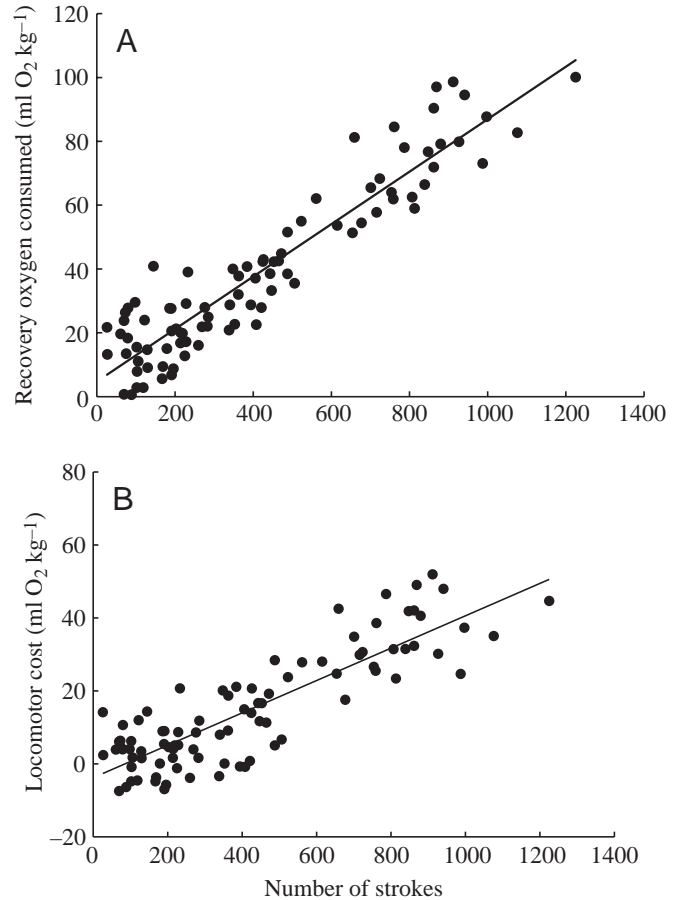 A
Recovery oxygen consumed (ml O₂ kg⁻¹)
120
100
80
60
40
20
0
0 200 400 600 800 1000 1200 1400
B
Locomotor cost (ml O₂ kg⁻¹)
80
60
40
20
0
–20
0 200 400 600 800 1000 1200 1400
Number of strokes